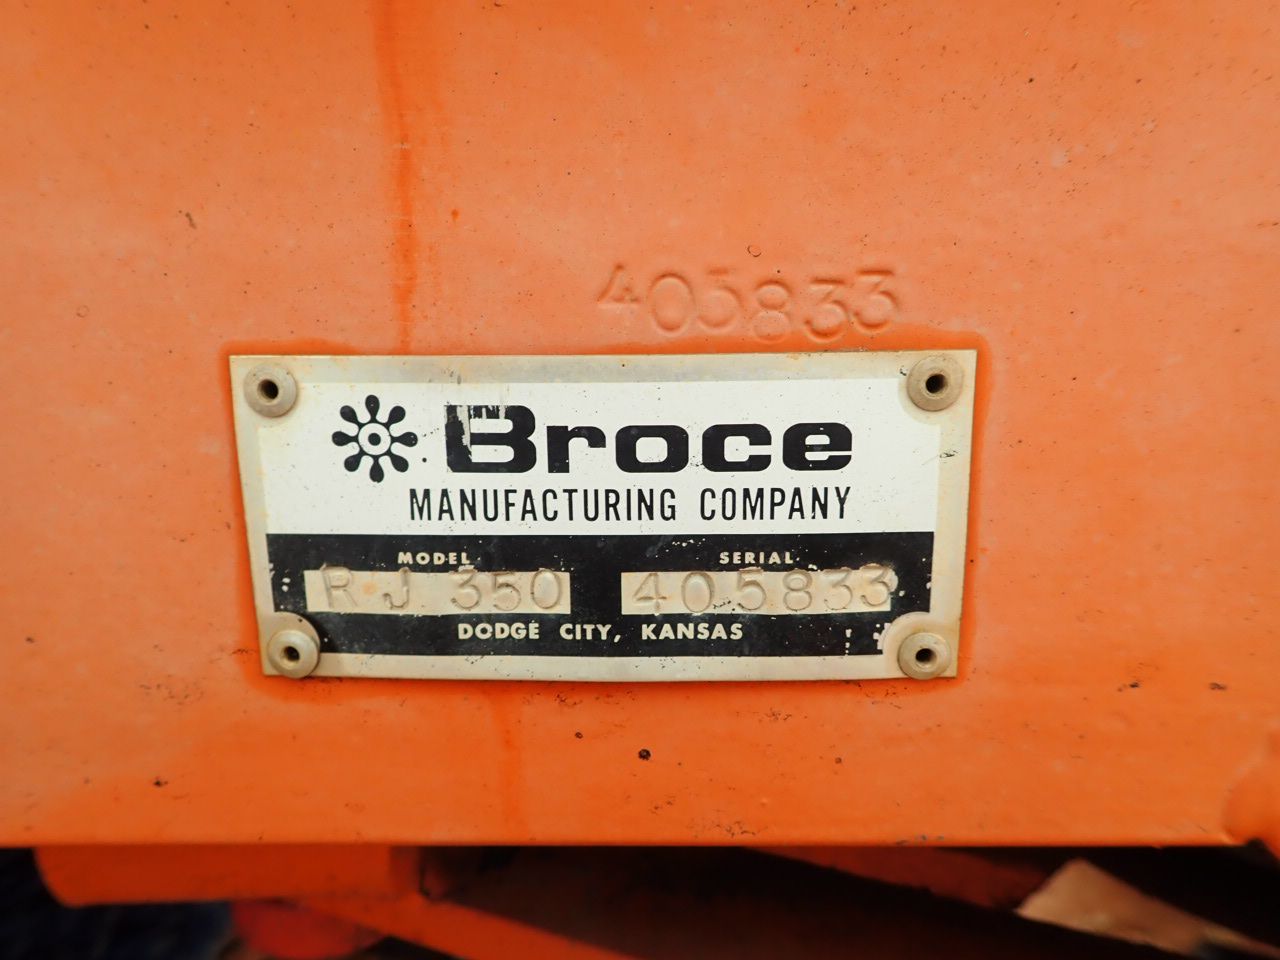 405833
Broce
MANUFACTURING COMPANY
MODEL SERIAL
RJ 350 405833
DODGE CITY, KANSAS